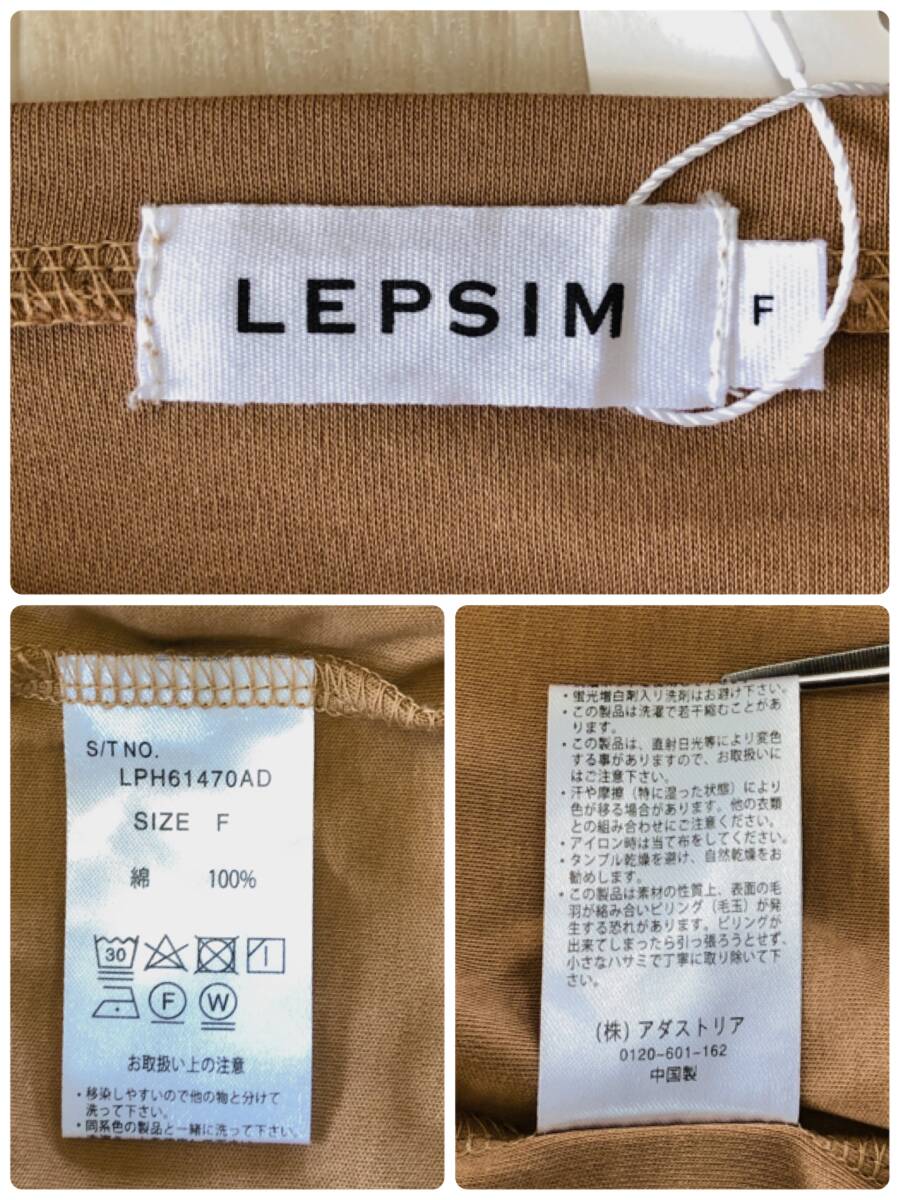 LEPSIM
F
S/T NO.
LPH61470AD
SIZE F
綿 100%
30
F W
お取扱い上の注意
・移染しやすいので他の物と分けて
洗って下さい。
・同系色の製品と一緒に洗って下さい。
・蛍光増白剤入り洗剤はお避け下さい。
・この製品は洗濯で若干縮むことがあ
ります。
・この製品は、直射日光等により変色
する事がありますので、お取扱いに
はご注意下さい。
・汗や摩擦（特に湿った状態）により
色が移る場合があります。他の衣類
との組み合わせにご注意ください。
・アイロン時は当て布をしてください。
・タンブル乾燥を避け、自然乾燥をお
勧めします。
・この製品は素材の性質上、表面の毛
羽が絡み合いピリング（毛玉）が発
生する恐れがあります。ピリングが
出来てしまったら引っ張ろうとせず、
小さなハサミで丁寧に取り除いて下
さい。
（株）アダストリア
0120-601-162
中国製